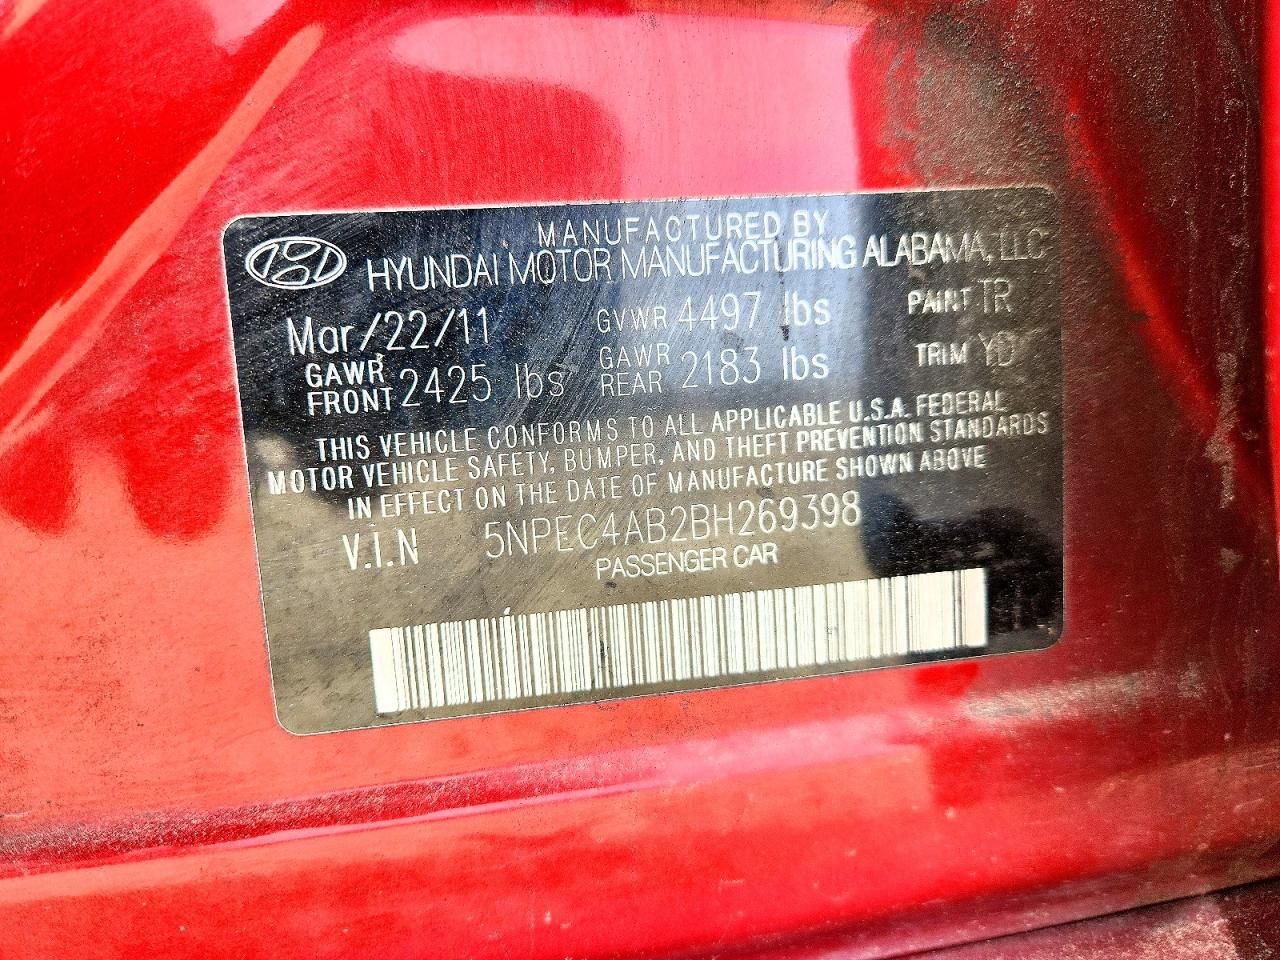 MANUFACTURED BY
HYUNDAI MOTOR MANUFACTURING ALABAMA, LLC
Mar/22/11 GVWR 4497 lbs PAINT TR
GAWR FRONT 2425 lbs GAWR REAR 2183 lbs TRIM YD
THIS VEHICLE CONFORMS TO ALL APPLICABLE U.S.A. FEDERAL
MOTOR VEHICLE SAFETY, BUMPER, AND THEFT PREVENTION STANDARDS
IN EFFECT ON THE DATE OF MANUFACTURE SHOWN ABOVE
V.I.N 5NPEC4AB2BH269398
PASSENGER CAR